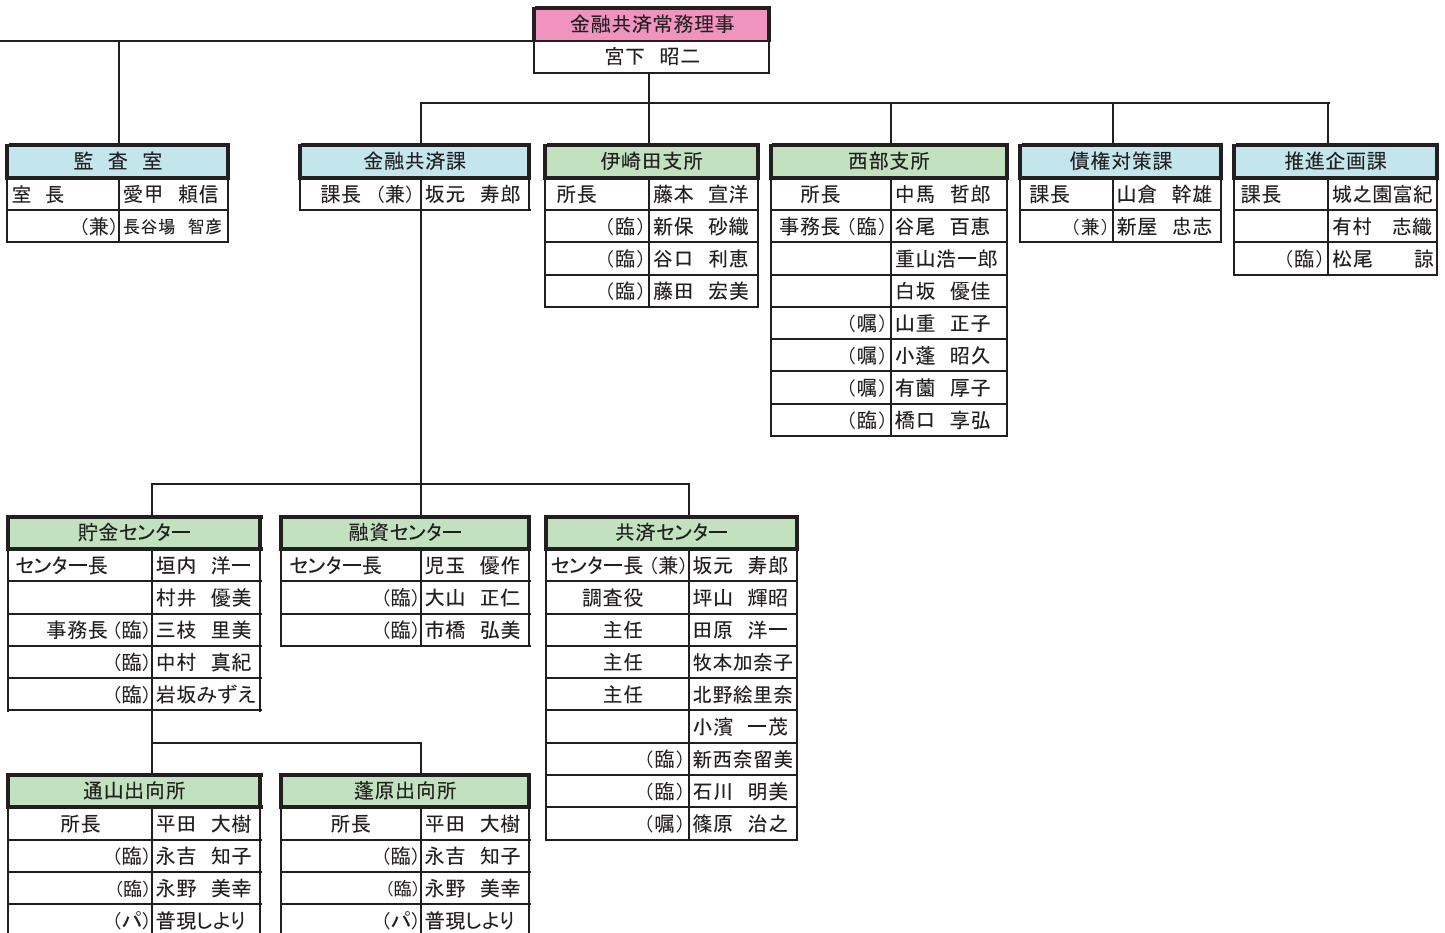 金融共済常務理事
宮下 昭二
監 査 室
室 長 愛甲 頼信
（兼） 長谷場 智彦
金融共済課
課長 （兼） 坂元 寿郎
伊崎田支所
所長 藤本 宣洋
（臨） 新保 砂織
（臨） 谷口 利恵
（臨） 藤田 宏美
西部支所
所長 中馬 哲郎
事務長（臨） 谷尾 百恵
重山浩一郎
白坂 優佳
（嘱） 山重 正子
（嘱） 小蓬 昭久
（嘱） 有薗 厚子
（臨） 橋口 享弘
債権対策課
課長 山倉 幹雄
（兼） 新屋 忠志
推進企画課
課長 城之園富紀
有村 志織
（臨） 松尾 諒
貯金センター
センター長 垣内 洋一
村井 優美
事務長（臨） 三枝 里美
（臨） 中村 真紀
（臨） 岩坂みずえ
融資センター
センター長 児玉 優作
（臨） 大山 正仁
（臨） 市橋 弘美
共済センター
センター長（兼） 坂元 寿郎
調査役 坪山 輝昭
主任 田原 洋一
主任 牧本加奈子
主任 北野絵里奈
小濱 一茂
（臨） 新西奈留美
（臨） 石川 明美
（嘱） 篠原 治之
通山出向所
所長 平田 大樹
（臨） 永吉 知子
（臨） 永野 美幸
（パ） 普現しより
蓬原出向所
所長 平田 大樹
（臨） 永吉 知子
（臨） 永野 美幸
（パ） 普現しより